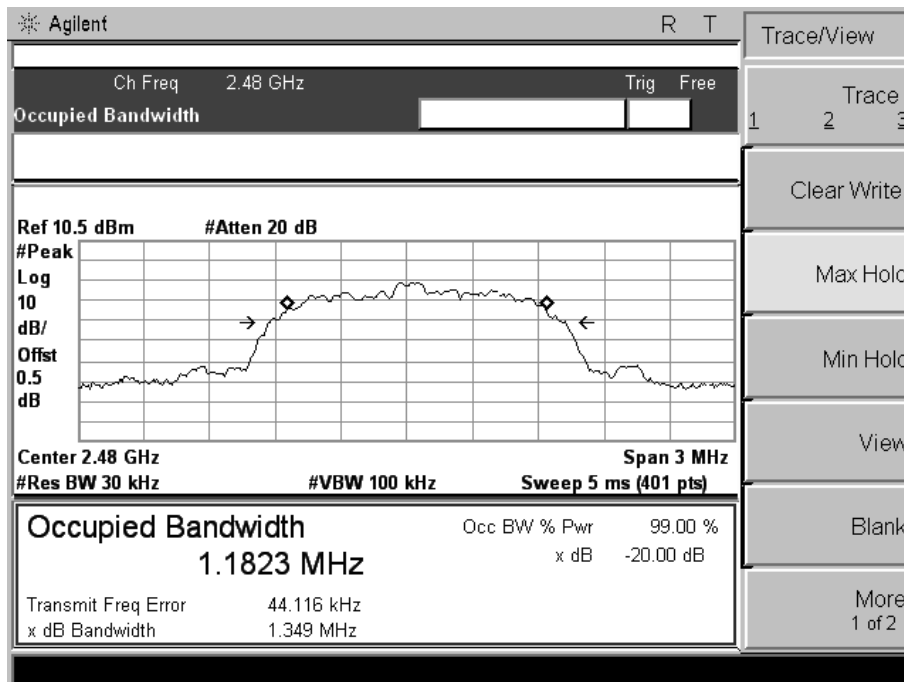 Agilent R T
Ch Freq 2.48 GHz Trig Free
Occupied Bandwidth
Ref 10.5 dBm #Atten 20 dB
#Peak
Log
10
dB/
Offst
0.5
dB
Center 2.48 GHz Span 3 MHz
#Res BW 30 kHz #VBW 100 kHz Sweep 5 ms (401 pts)
Occupied Bandwidth
1.1823 MHz
Occ BW % Pwr 99.00 %
x dB -20.00 dB
Transmit Freq Error 44.116 kHz
x dB Bandwidth 1.349 MHz
Trace/View
Trace
1 2 3
Clear Write
Max Hold
Min Hold
View
Blank
More
1 of 2